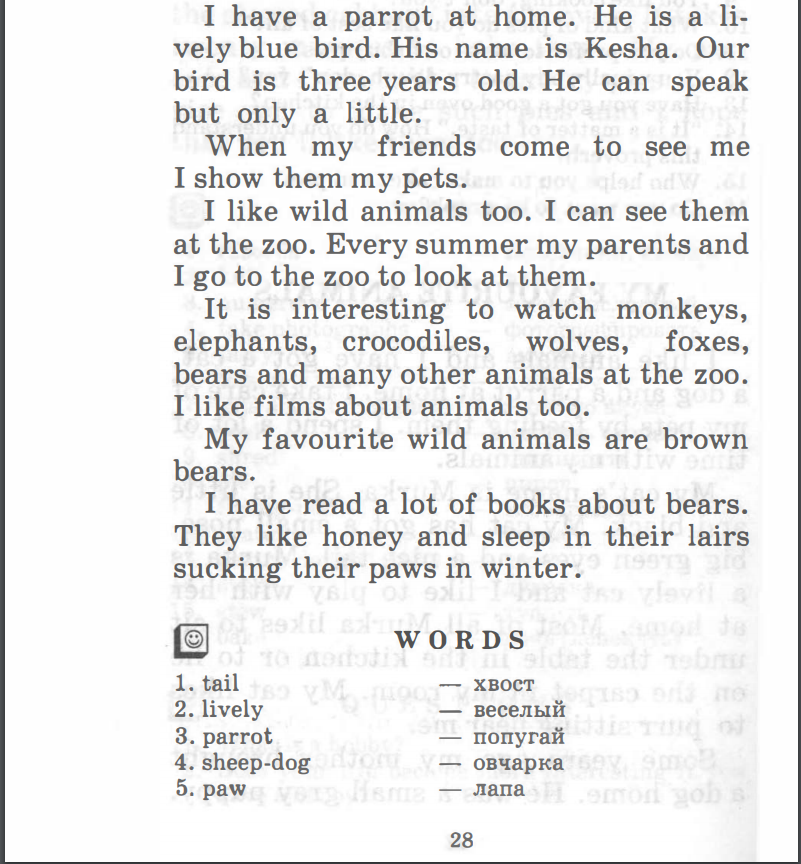 I have a parrot at home. He is a li-
vely blue bird. His name is Kesha. Our
bird is three years old. He can speak
but only a little.
When my friends come to see me
I show them my pets.
I like wild animals too. I can see them
at the zoo. Every summer my parents and
I go to the zoo to look at them.
It is interesting to watch monkeys,
elephants, crocodiles, wolves, foxes,
bears and many other animals at the zoo.
I like films about animals too.
My favourite wild animals are brown
bears.
I have read a lot of books about bears.
They like honey and sleep in their lairs
sucking their paws in winter.
WORDS
1. tail — хвост
2. lively — веселый
3. parrot — попугай
4. sheep-dog — овчарка
5. paw — лапа
28